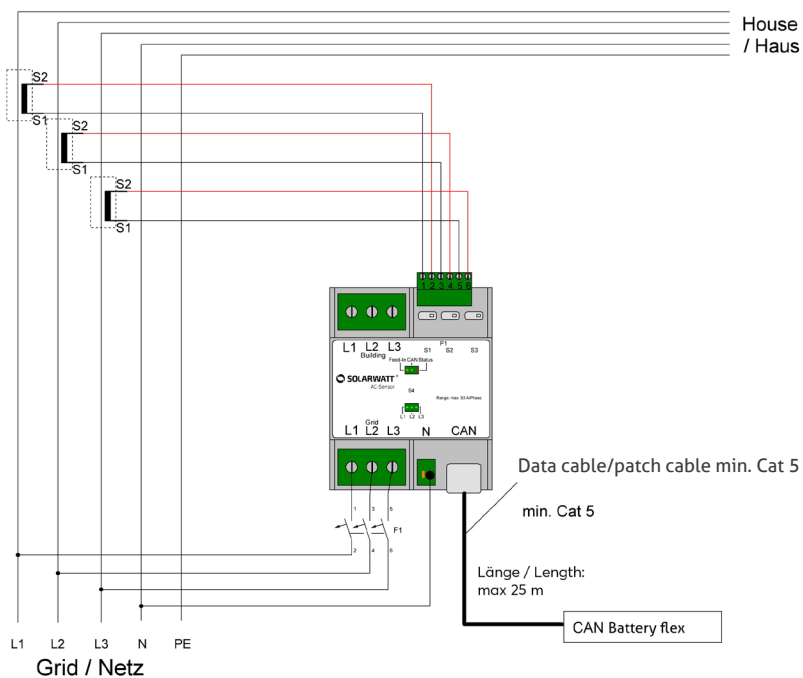 House
/ Haus
S2
S1
S2
S1
S2
S1
1 2 3 4 5 6
L1 L2 L3
Building
P1
S1 S2 S3
Feed-In CAN Status
SOLARWATT®
AC-Sensor
S4
Range: max. 50 A/Phase
L1 L2 L3
Grid
L1 L2 L3 N CAN
Data cable/patch cable min. Cat 5
min. Cat 5
1 3 5
F1
2 4 6
Länge / Length:
max 25 m
CAN Battery flex
L1 L2 L3 N PE
Grid / Netz